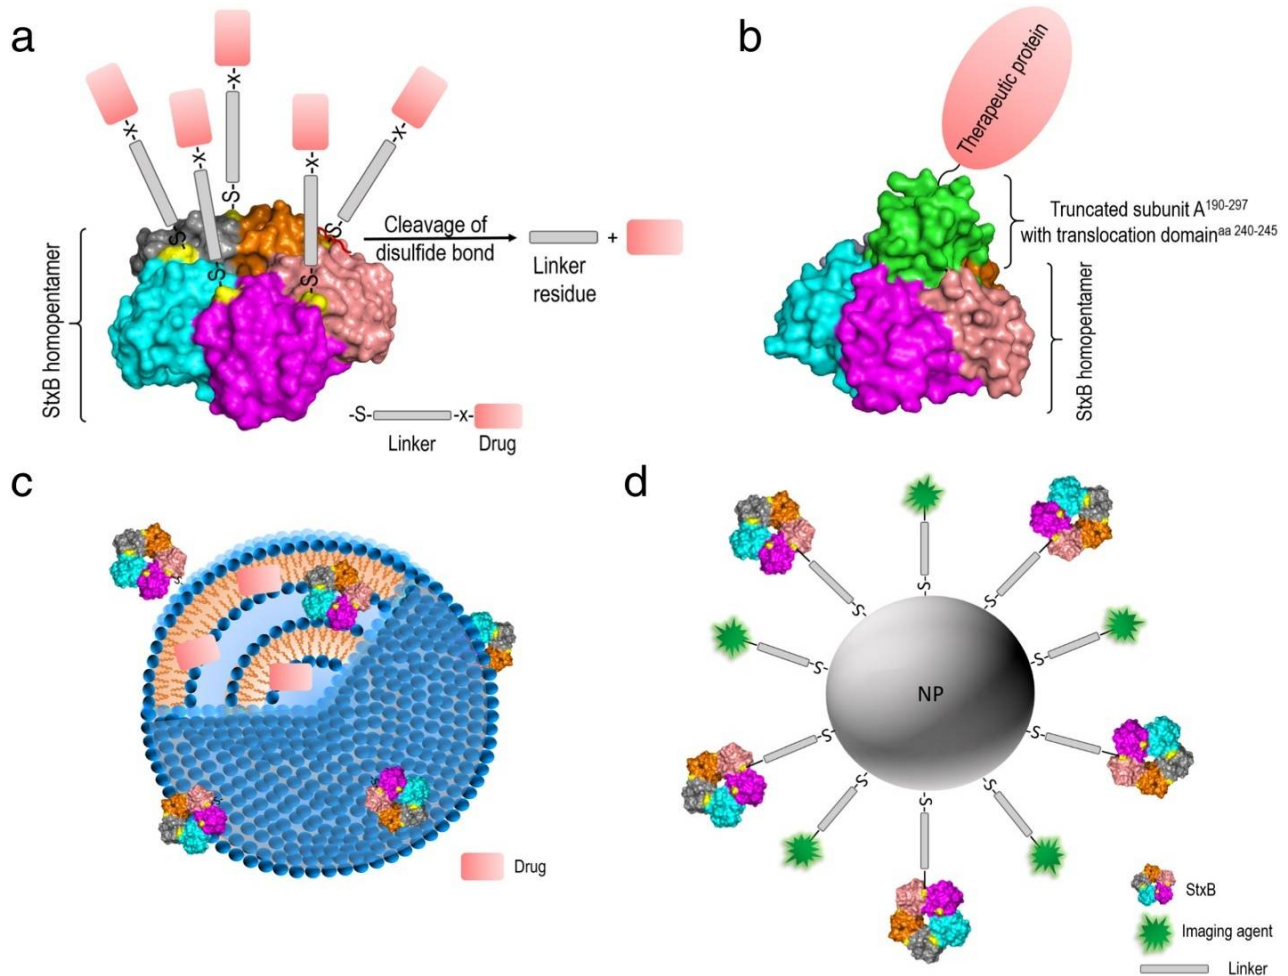 a
-x-
-x-
-x-
-x-
-x-
-S-
-S-
-S-
-S-
-S-
StxB homopentamer
Cleavage of
disulfide bond
+
Linker
residue
-S- -x-
Linker Drug
b
Therapeutic protein
Truncated subunit A190-297
with translocation domainaa 240-245
StxB homopentamer
c
Drug
d
-S-
-S-
-S-
-S-
-S-
NP
-S-
-S-
-S-
-S-
-S-
StxB
Imaging agent
Linker